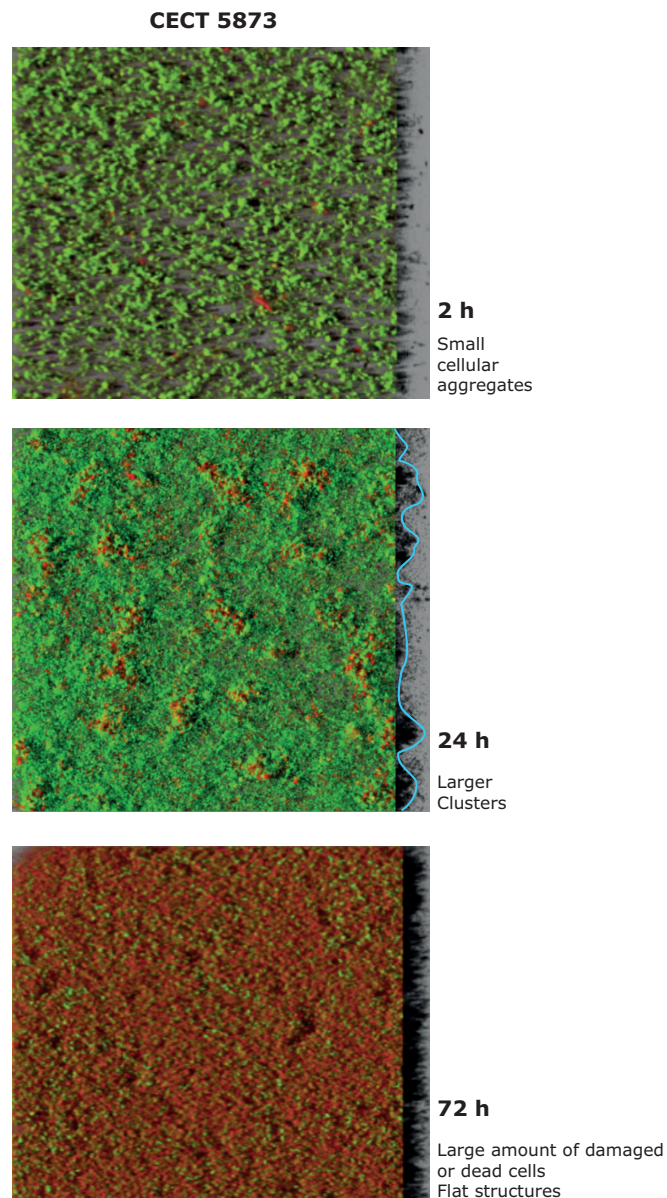 CECT 5873
2 h
Small
cellular
aggregates
24 h
Larger
Clusters
72 h
Large amount of damaged
or dead cells
Flat structures